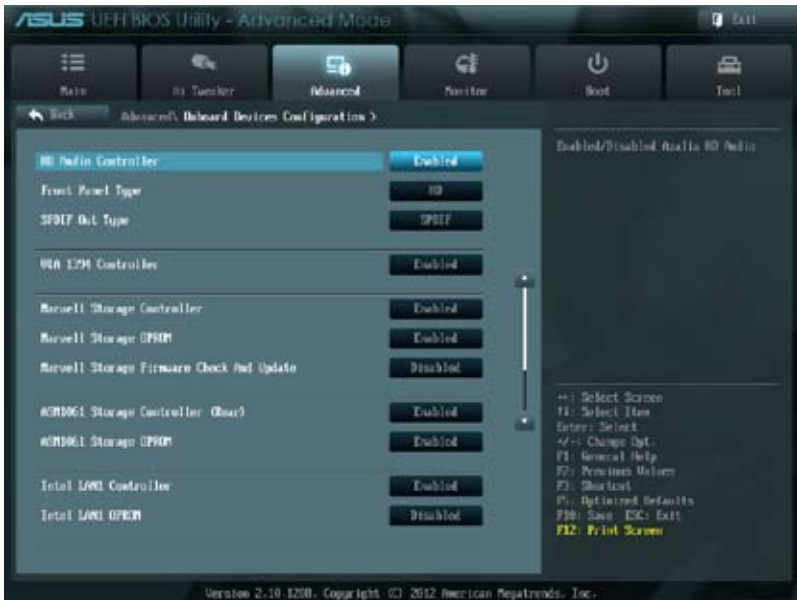 ASUS UEFI BIOS Utility - Advanced Mode
Exit
Main
Ai Tweaker
Advanced
Monitor
Boot
Tool
Back
Advanced\ Onboard Devices Configuration >
HD Audio Controller
Enabled
Front Panel Type
HD
SPDIF Out Type
SPDIF
VIA 1394 Controller
Enabled
Marvell Storage Controller
Enabled
Marvell Storage OPROM
Enabled
Marvell Storage Firmware Check And Update
Disabled
ASM1061 Storage Controller (Rear)
Enabled
ASM1061 Storage OPROM
Enabled
Intel LAN1 Controller
Enabled
Intel LAN1 OPROM
Disabled
Enabled/Disabled Azalia HD Audio
→←: Select Screen
↑↓: Select Item
Enter: Select
+/-: Change Opt.
F1: General Help
F2: Previous Values
F3: Shortcut
F5: Optimized Defaults
F10: Save ESC: Exit
F12: Print Screen
Version 2.10.1208. Copyright (C) 2012 American Megatrends, Inc.